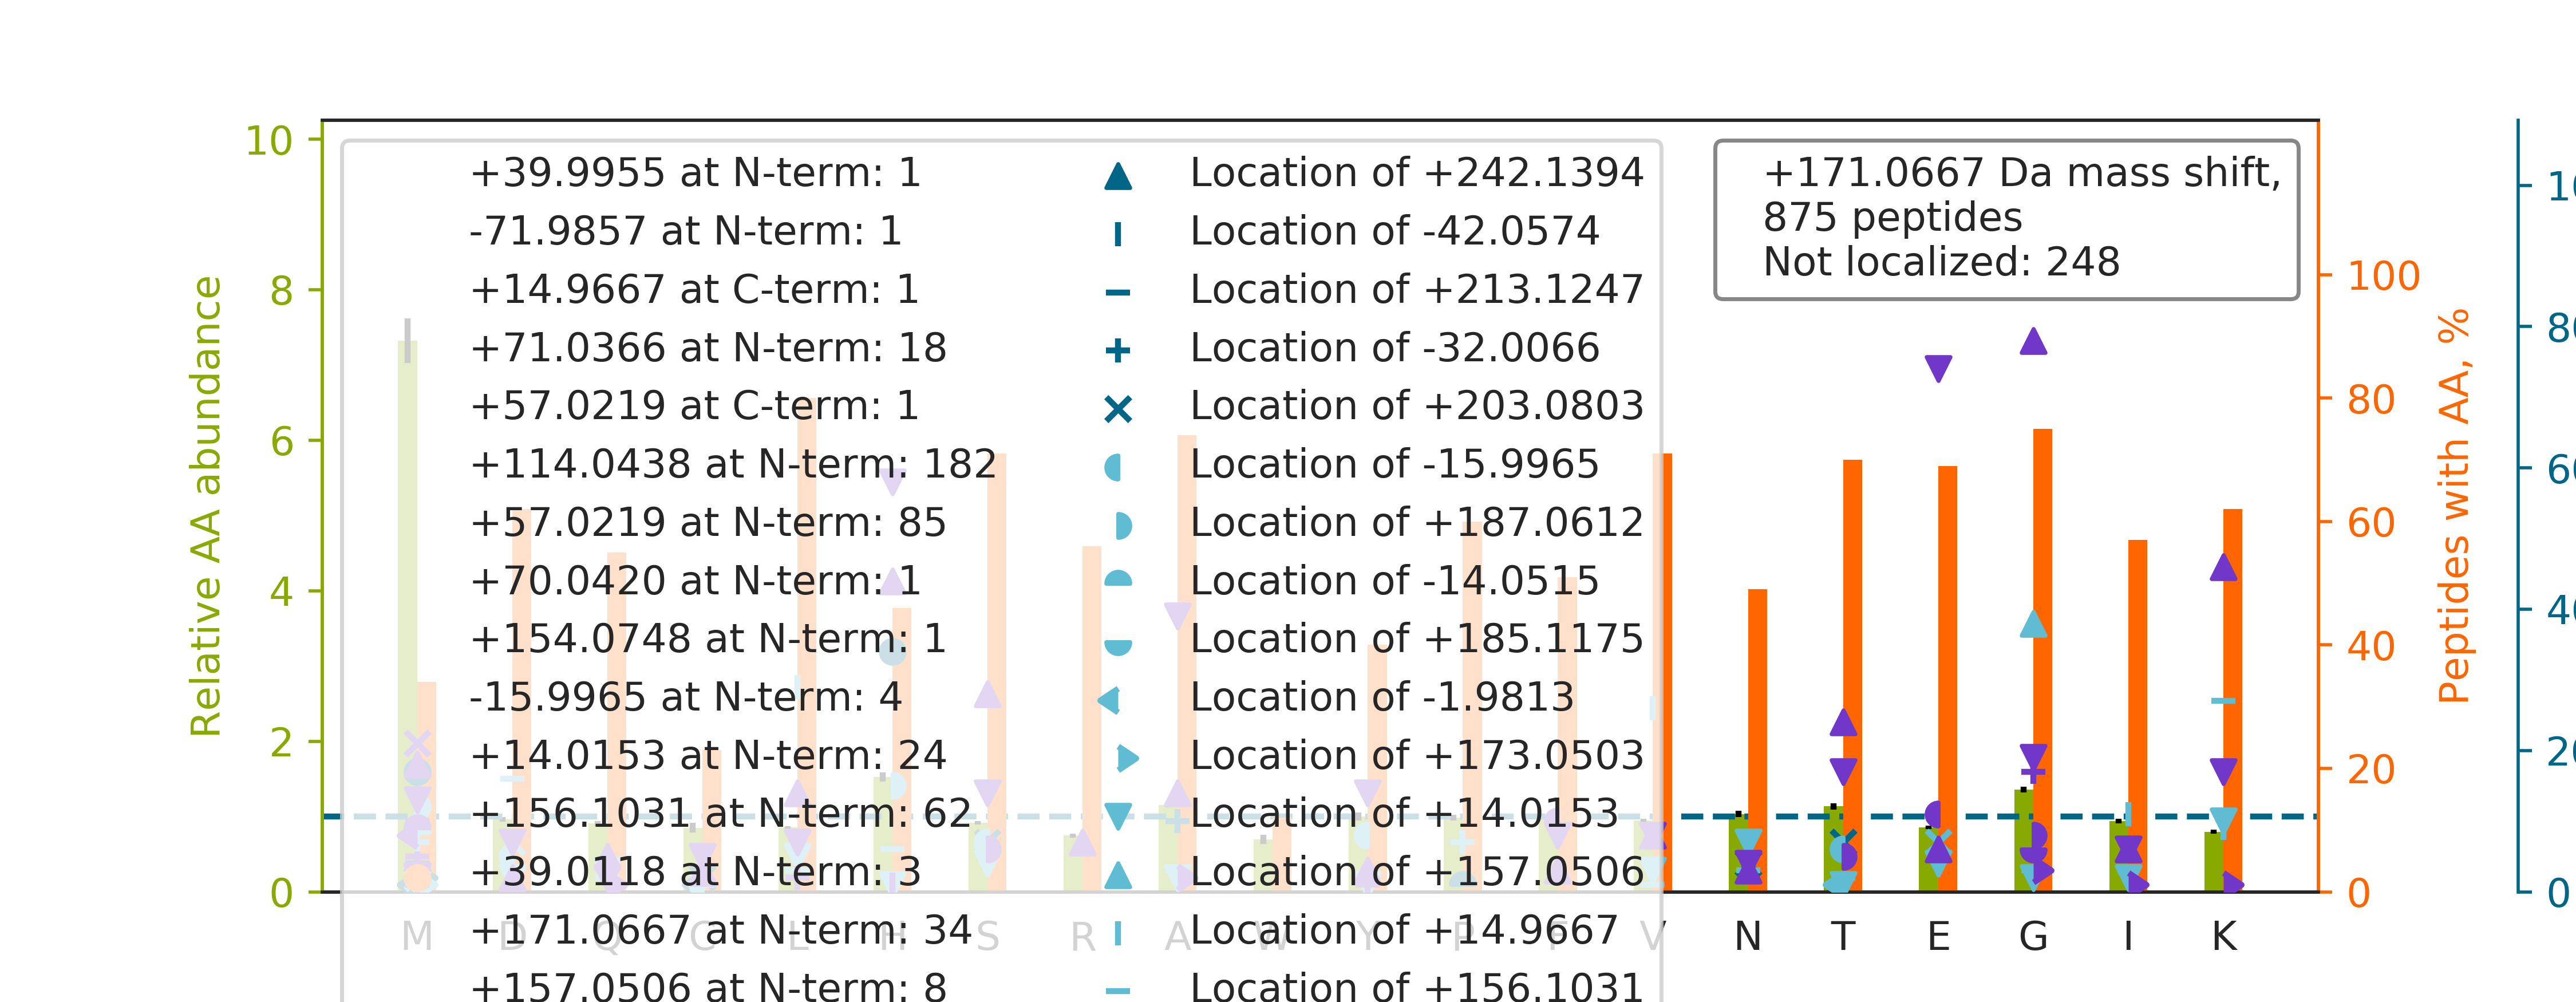 10
8
6
4
2
0
Relative AA abundance
+39.9955 at N-term: 1
-71.9857 at N-term: 1
+14.9667 at C-term: 1
+71.0366 at N-term: 18
+57.0219 at C-term: 1
+114.0438 at N-term: 182
+57.0219 at N-term: 85
+70.0420 at N-term: 1
+154.0748 at N-term: 1
-15.9965 at N-term: 4
+14.0153 at N-term: 24
+156.1031 at N-term: 62
+39.0118 at N-term: 3
+171.0667 at N-term: 34
+157.0506 at N-term: 8
Location of +242.1394
Location of -42.0574
Location of +213.1247
Location of -32.0066
Location of +203.0803
Location of -15.9965
Location of +187.0612
Location of -14.0515
Location of +185.1175
Location of -1.9813
Location of +173.0503
Location of +14.0153
Location of +157.0506
Location of +14.9667
Location of +156.1031
+171.0667 Da mass shift,
875 peptides
Not localized: 248
100
80
60
40
20
0
Peptides with AA, %
M D Q C L H S R A W Y P F V N T E G I K
0